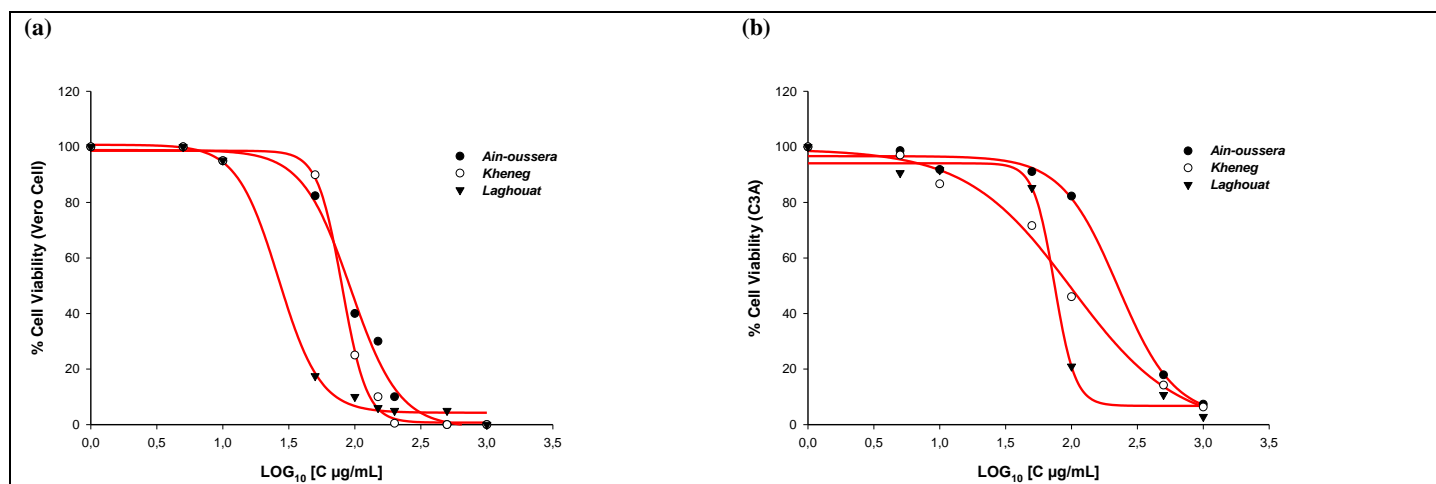 (a)
120
100
80
60
40
20
0
% Cell Viability (Vero Cell)
0,0 0,5 1,0 1,5 2,0 2,5 3,0 3,5
LOG10 [C µg/mL]
Ain-oussera
Kheneg
Laghouat
(b)
120
100
80
60
40
20
0
% Cell Viability (C3A)
0,0 0,5 1,0 1,5 2,0 2,5 3,0 3,5
LOG10 [C µg/mL]
Ain-oussera
Kheneg
Laghouat